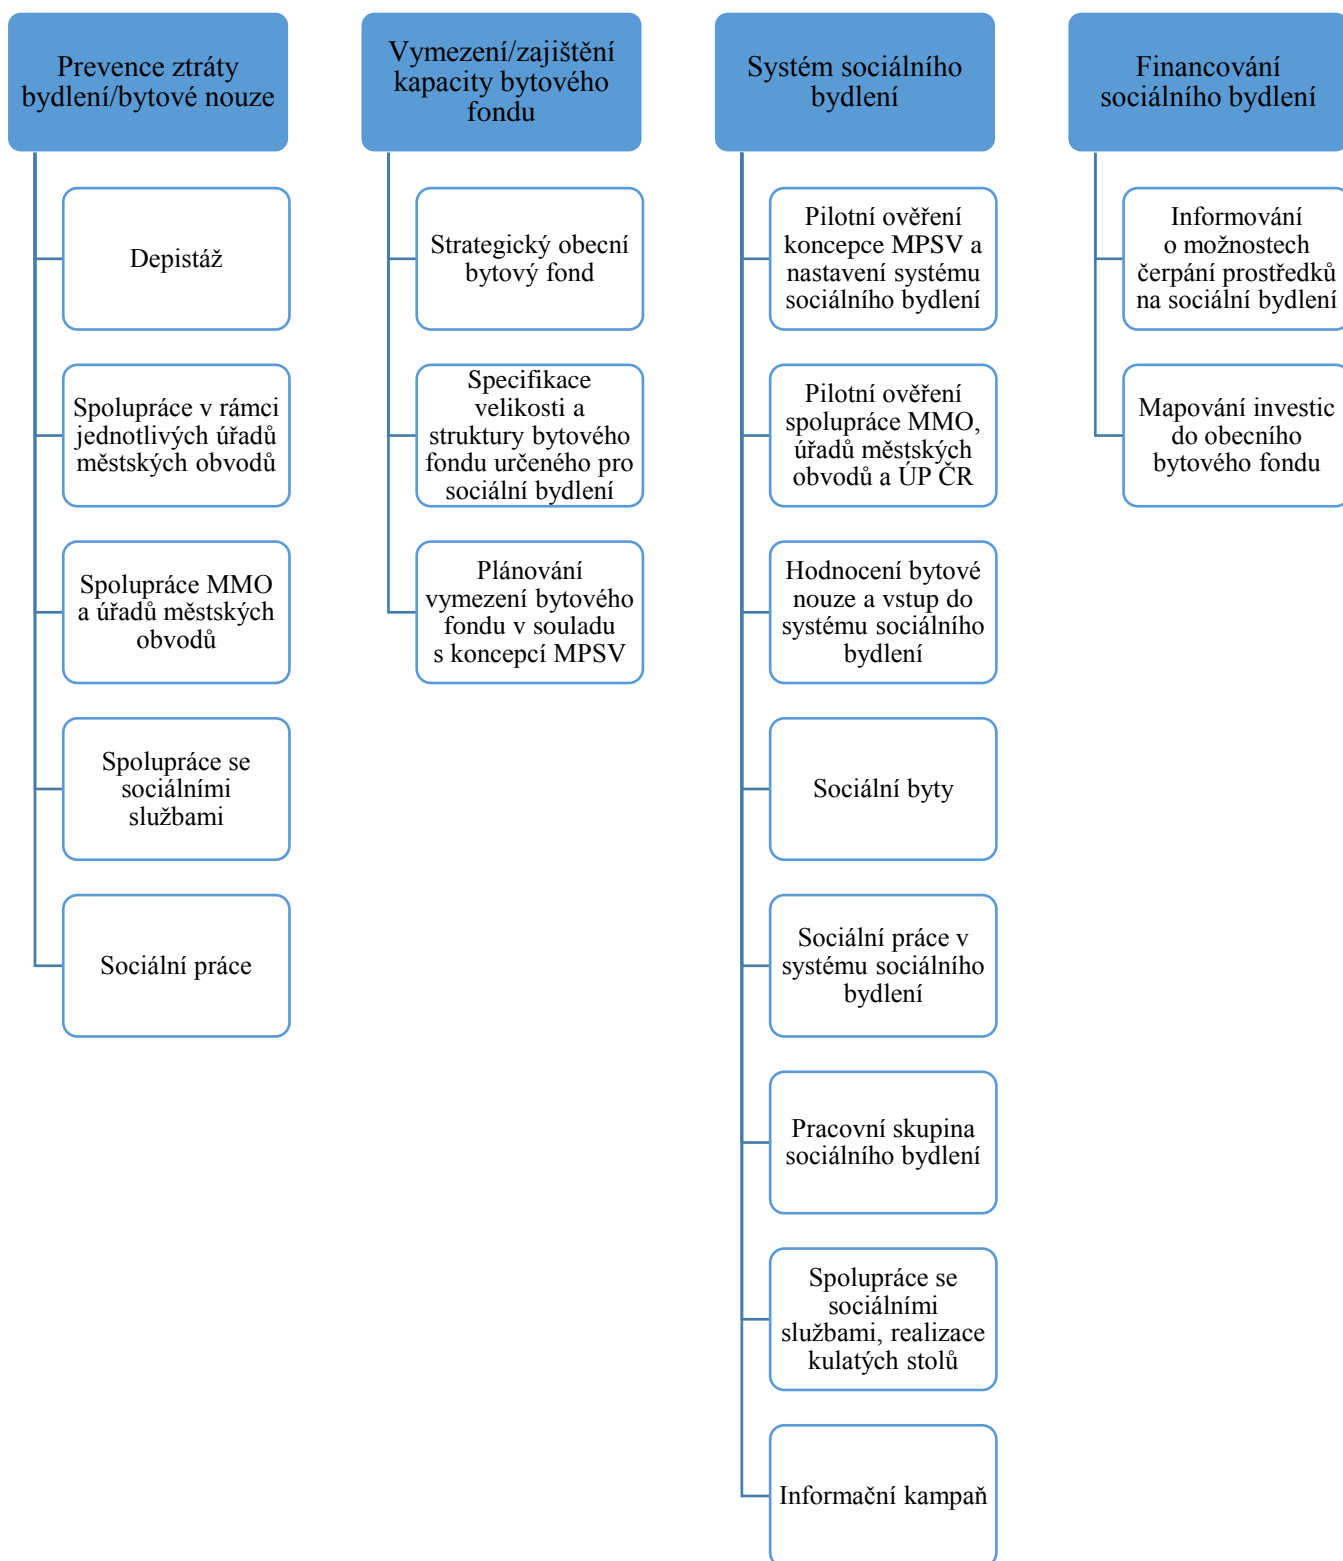 Prevence ztráty
bydlení/bytové nouze
Depistáž
Spolupráce v rámci
jednotlivých úřadů
městských obvodů
Spolupráce MMO
a úřadů městských
obvodů
Spolupráce se
sociálními
službami
Sociální práce
Vymezení/zajištění
kapacity bytového
fondu
Strategický obecní
bytový fond
Specifikace
velikosti a
struktury bytového
fondu určeného pro
sociální bydlení
Plánování
vymezení bytového
fondu v souladu
s koncepcí MPSV
Systém sociálního
bydlení
Pilotní ověření
koncepce MPSV a
nastavení systému
sociálního bydlení
Pilotní ověření
spolupráce MMO,
úřadů městských
obvodů a ÚP ČR
Hodnocení bytové
nouze a vstup do
systému sociálního
bydlení
Sociální byty
Sociální práce v
systému sociálního
bydlení
Pracovní skupina
sociálního bydlení
Spolupráce se
sociálními
službami, realizace
kulatých stolů
Informační kampaň
Financování
sociálního bydlení
Informování
o možnostech
čerpání prostředků
na sociální bydlení
Mapování investic
do obecního
bytového fondu